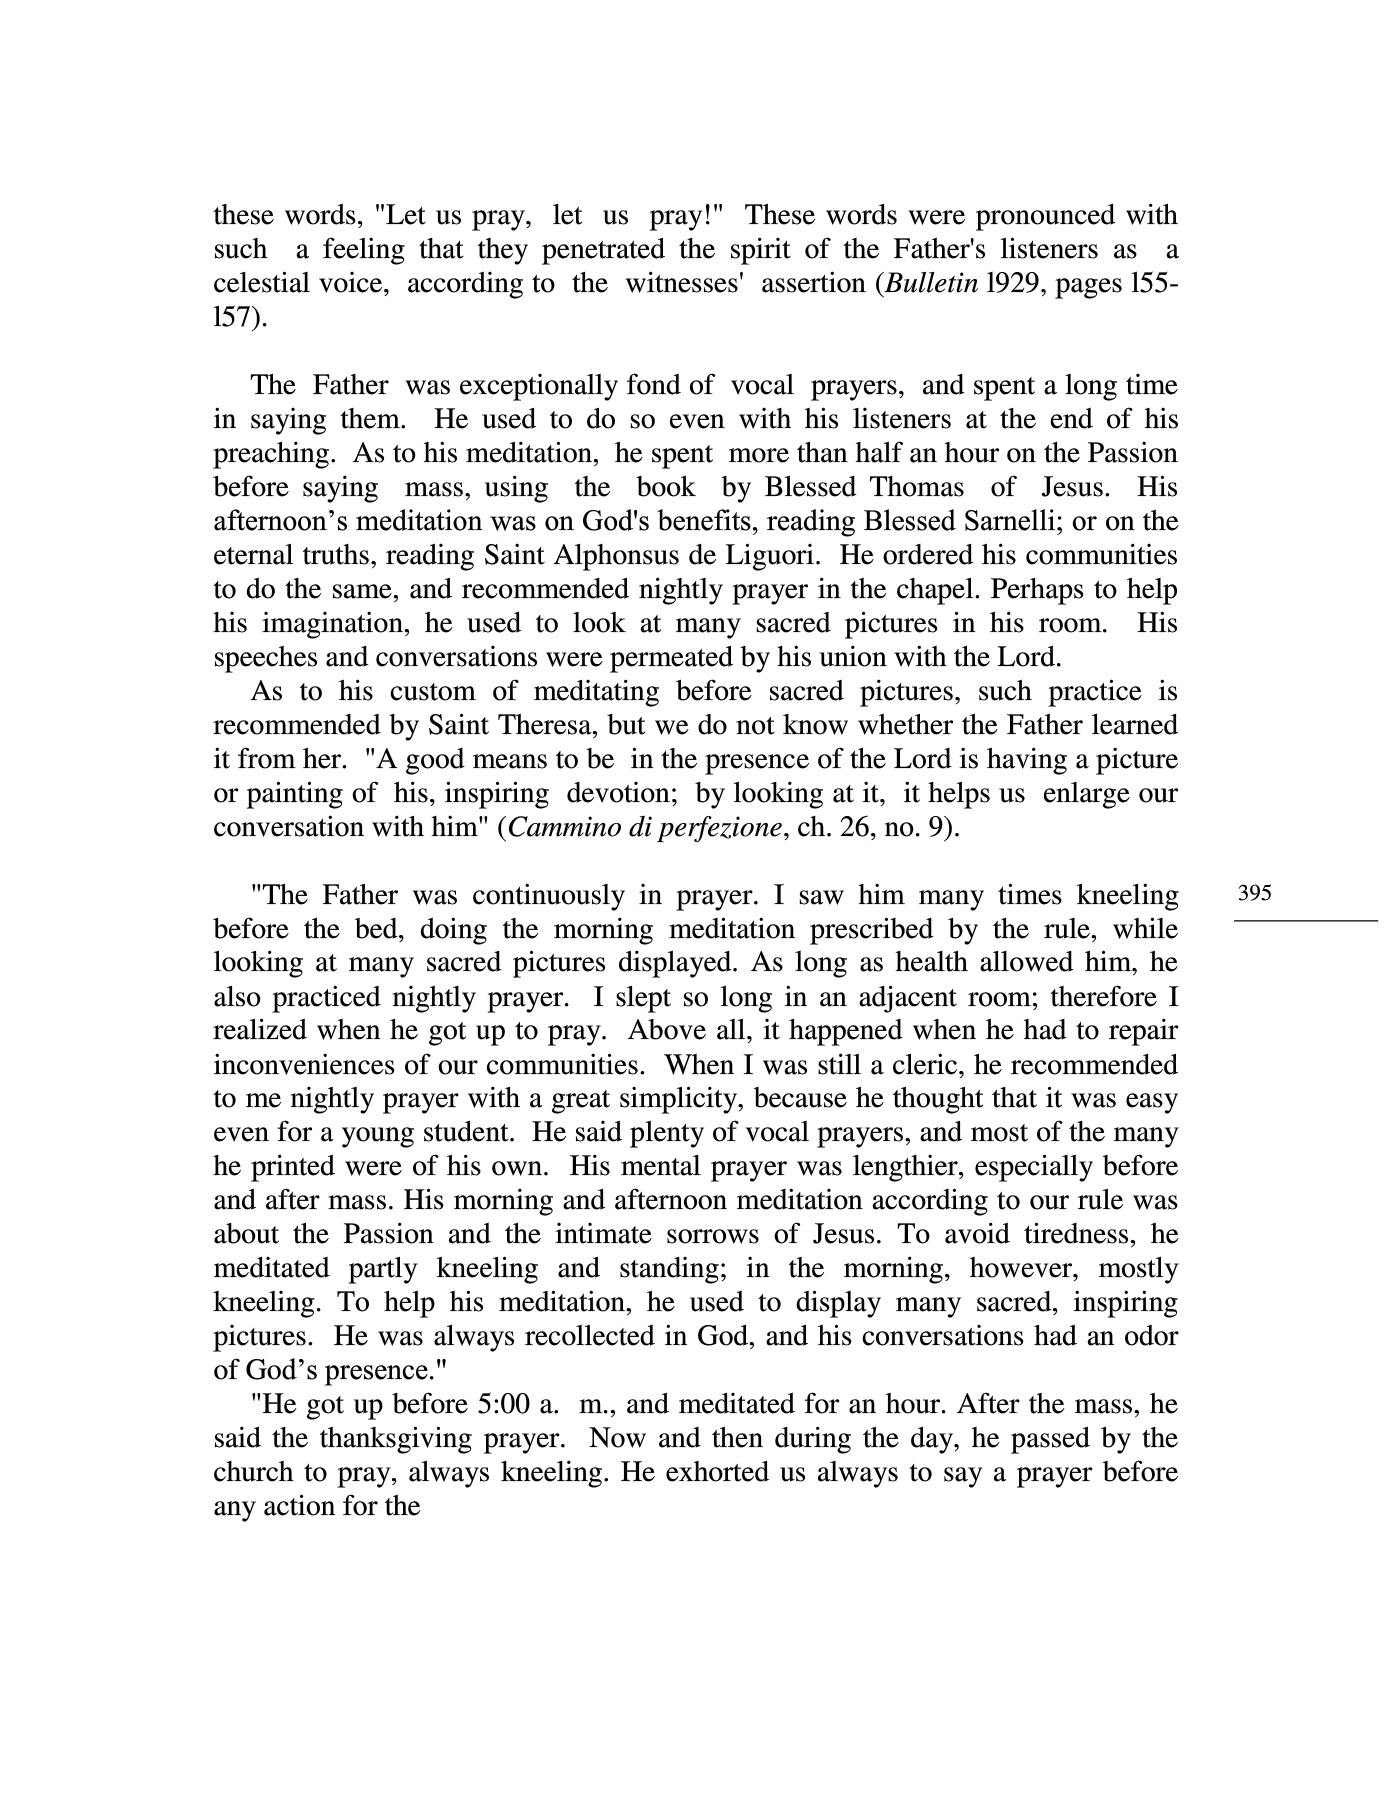 these words, "Let us pray, let us pray!" These words were pronounced with
such a feeling that they penetrated the spirit of the Father's listeners as a
celestial voice, according to the witnesses' assertion (Bulletin l929, pages l55-
l57).
The Father was exceptionally fond of vocal prayers, and spent a long time
in saying them. He used to do so even with his listeners at the end of his
preaching. As to his meditation, he spent more than half an hour on the Passion
before saying mass, using the book by Blessed Thomas of Jesus. His
afternoon’s meditation was on God's benefits, reading Blessed Sarnelli; or on the
eternal truths, reading Saint Alphonsus de Liguori. He ordered his communities
to do the same, and recommended nightly prayer in the chapel. Perhaps to help
his imagination, he used to look at many sacred pictures in his room. His
speeches and conversations were permeated by his union with the Lord.
As to his custom of meditating before sacred pictures, such practice is
recommended by Saint Theresa, but we do not know whether the Father learned
it from her. "A good means to be in the presence of the Lord is having a picture
or painting of his, inspiring devotion; by looking at it, it helps us enlarge our
conversation with him" (Cammino di perfezione, ch. 26, no. 9).
"The Father was continuously in prayer. I saw him many times kneeling
before the bed, doing the morning meditation prescribed by the rule, while
looking at many sacred pictures displayed. As long as health allowed him, he
also practiced nightly prayer. I slept so long in an adjacent room; therefore I
realized when he got up to pray. Above all, it happened when he had to repair
inconveniences of our communities. When I was still a cleric, he recommended
to me nightly prayer with a great simplicity, because he thought that it was easy
even for a young student. He said plenty of vocal prayers, and most of the many
he printed were of his own. His mental prayer was lengthier, especially before
and after mass. His morning and afternoon meditation according to our rule was
about the Passion and the intimate sorrows of Jesus. To avoid tiredness, he
meditated partly kneeling and standing; in the morning, however, mostly
kneeling. To help his meditation, he used to display many sacred, inspiring
pictures. He was always recollected in God, and his conversations had an odor
of God’s presence."
"He got up before 5:00 a. m., and meditated for an hour. After the mass, he
said the thanksgiving prayer. Now and then during the day, he passed by the
church to pray, always kneeling. He exhorted us always to say a prayer before
any action for the
395